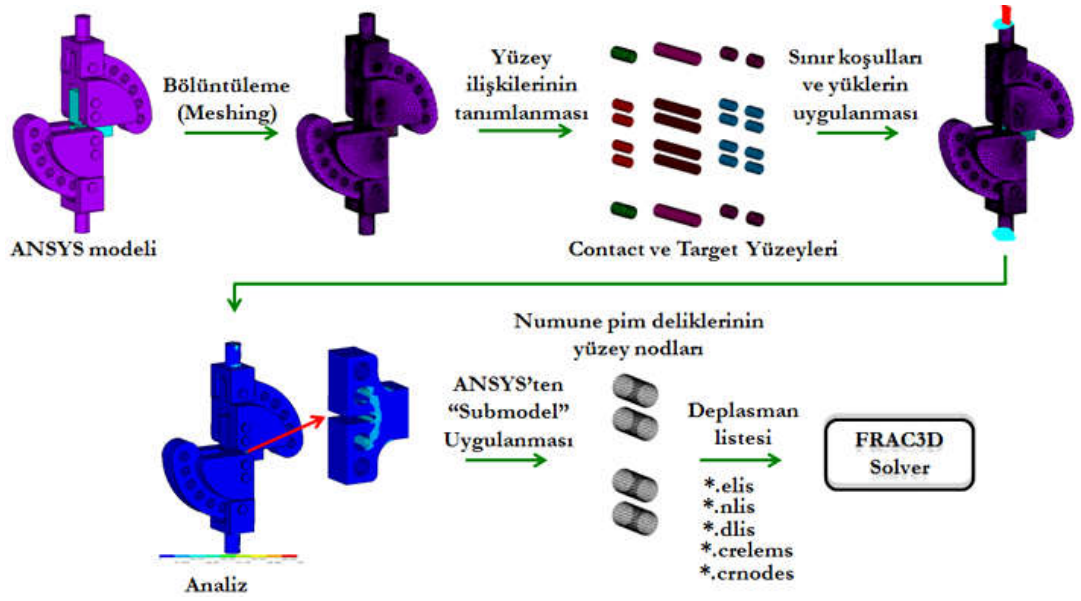 ANSYS modeli
Bölüntüleme
(Meshing)
Yüzey
ilişkilerinin
tanımlanması
Contact ve Target Yüzeyleri
Sınır koşulları
ve yüklerin
uygulanması
Analiz
ANSYS'ten
“Submodel”
Uygulanması
Numune pim deliklerinin
yüzey nodları
Deplasman
listesi
*.elis
*.nlis
*.dlis
*.crelems
*.crnodes
FRAC3D
Solver